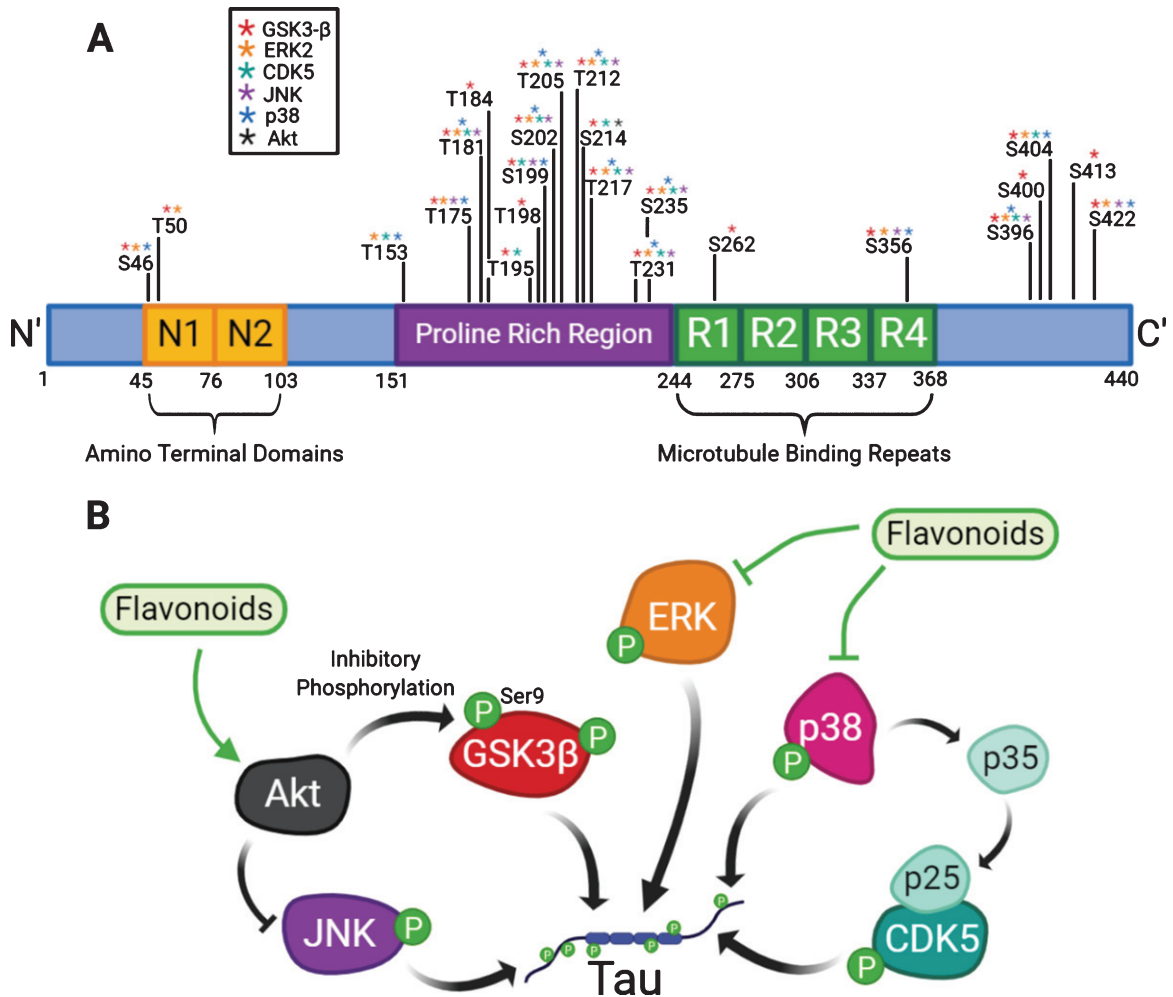 A
* GSK3-β
* ERK2
* CDK5
* JNK
* p38
* Akt
T184
T205
T212
T181
S202
S214
S199
T217
T175
T198
S235
T50
S46
T153
T195
T231
S262
S356
S404
S400
S413
S396
S422
N' N1 N2 Proline Rich Region R1 R2 R3 R4 C'
1 45 76 103 151 244 275 306 337 368 440
Amino Terminal Domains Microtubule Binding Repeats
B
Flavonoids
Flavonoids
ERK
P
Inhibitory
Phosphorylation
Ser9
P
GSK3β
P
p38
P
p35
Akt
p25
CDK5
P
JNK
P
P
P
P
P
P
P
Tau